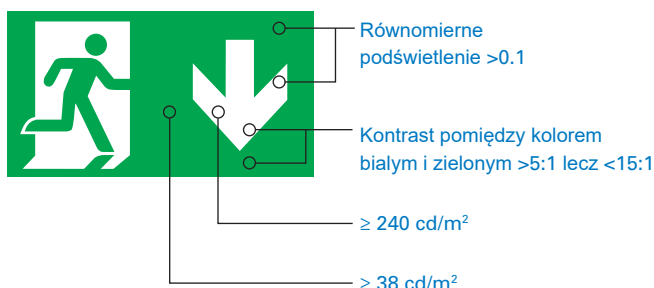 Równomierne
podświetlenie >0.1
Kontrast pomiędzy kolorem
bialym i zielonym >5:1 lecz <15:1
≥ 240 cd/m²
≥ 38 cd/m²